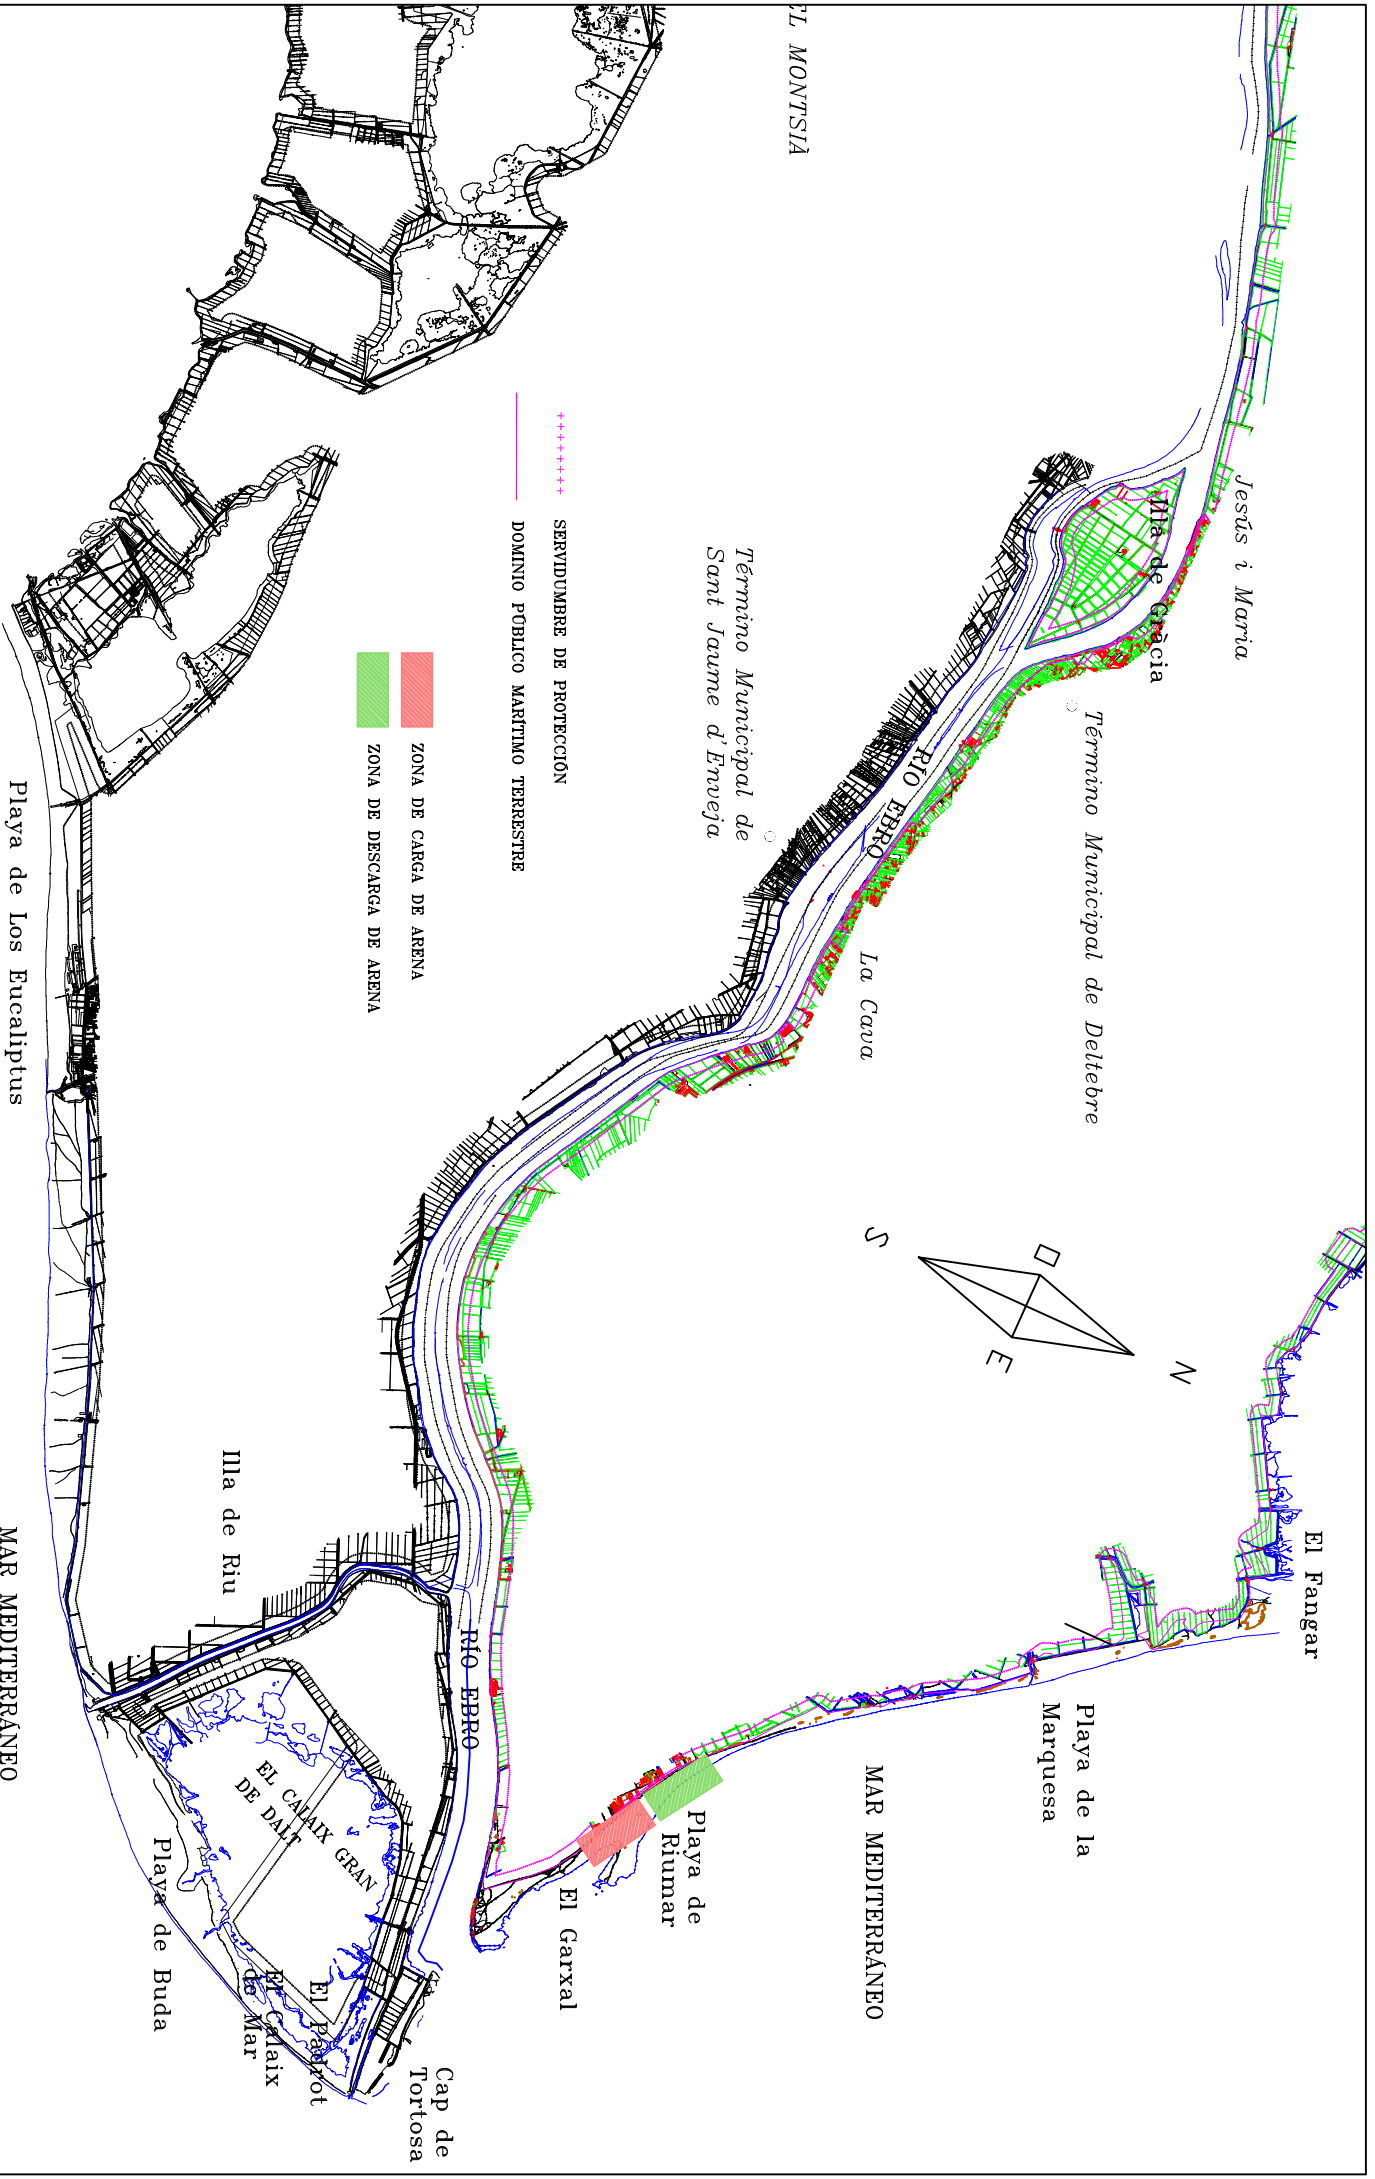 EL MONTSIÀ
Jesús i Maria
Illa de Gràcia
Término Municipal de Deltebre
Término Municipal de
Sant Jaume d'Enveja
RÍO EBRO
La Cava
+++++++ SERVIDUMBRE DE PROTECCIÓN
DOMINIO PÚBLICO MARÍTIMO TERRESTRE
ZONA DE CARGA DE ARENA
ZONA DE DESCARGA DE ARENA
N
S
E
O
El Fangar
Playa de la
Marquesa
MAR MEDITERRÁNEO
Playa de
Riumar
El Garxal
RÍO EBRO
Cap de
Tortosa
El Padrot
El Calaix
de Mar
EL CALAIX GRAN
DE DALT
Illa de Riu
Playa de Buda
Playa de Los Eucaliptus
MAR MEDITERRÁNEO